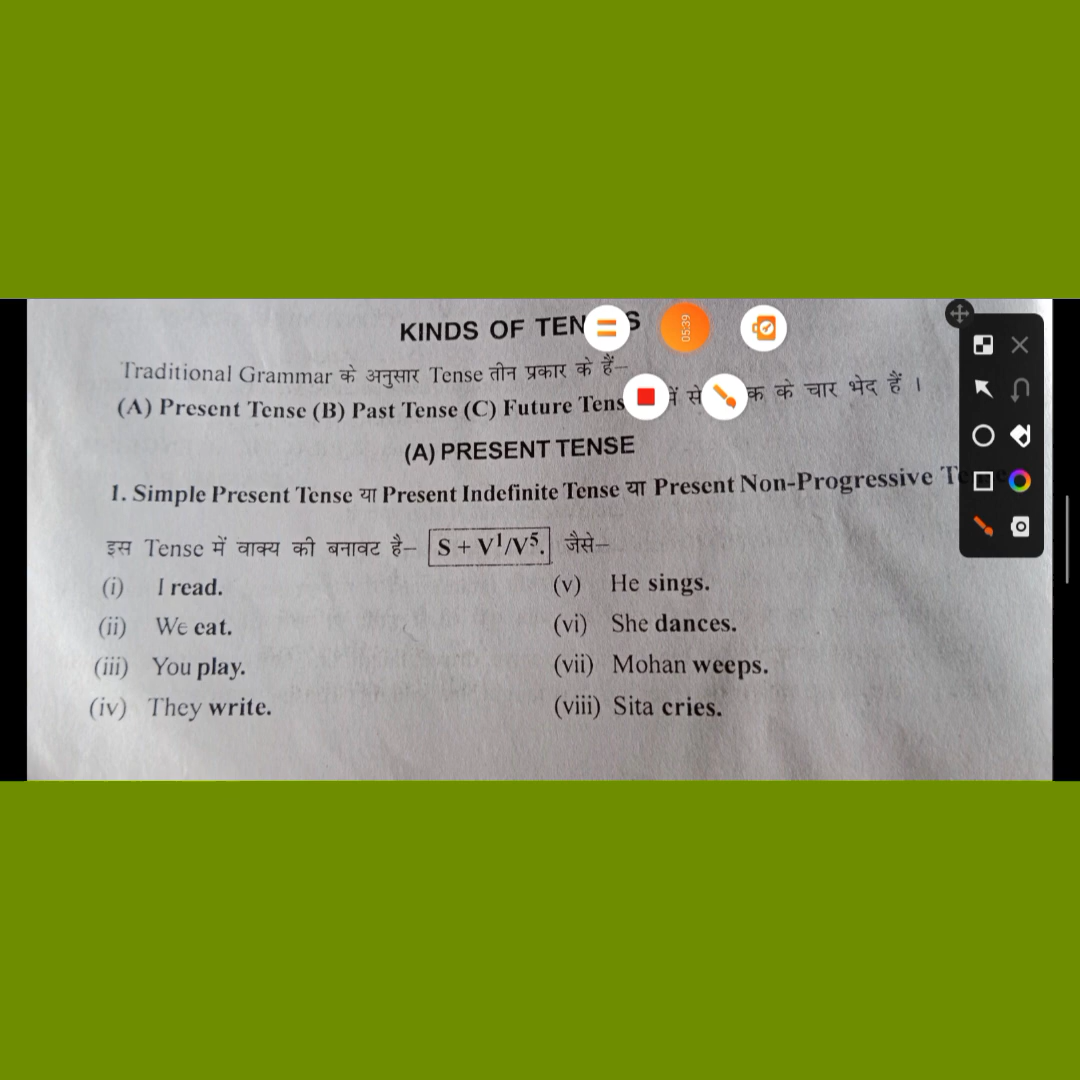 KINDS OF TEN S
05:39
Traditional Grammar के अनुसार Tense तीन प्रकार के हैं–
(A) Present Tense (B) Past Tense (C) Future Tens में से क के चार भेद हैं ।
(A) PRESENT TENSE
1. Simple Present Tense या Present Indefinite Tense या Present Non-Progressive
इस Tense में वाक्य की बनावट है– S + V¹/V⁵. जैसे–
(i) I read.
(v) He sings.
(ii) We eat.
(vi) She dances.
(iii) You play.
(vii) Mohan weeps.
(iv) They write.
(viii) Sita cries.